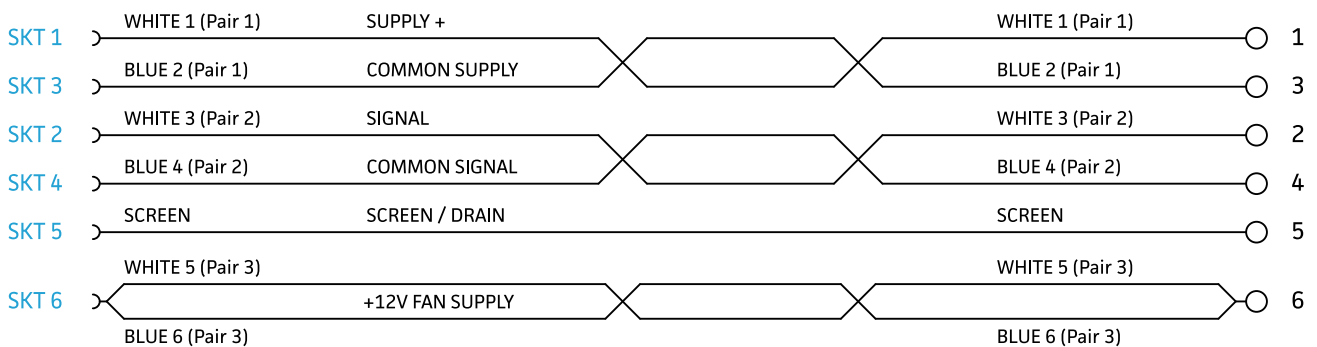 WHITE 1 (Pair 1) SUPPLY + WHITE 1 (Pair 1)
SKT 1 1
BLUE 2 (Pair 1) COMMON SUPPLY BLUE 2 (Pair 1)
SKT 3 3
WHITE 3 (Pair 2) SIGNAL WHITE 3 (Pair 2)
SKT 2 2
BLUE 4 (Pair 2) COMMON SIGNAL BLUE 4 (Pair 2)
SKT 4 4
SCREEN SCREEN / DRAIN SCREEN
SKT 5 5
WHITE 5 (Pair 3) WHITE 5 (Pair 3)
SKT 6 +12V FAN SUPPLY 6
BLUE 6 (Pair 3) BLUE 6 (Pair 3)